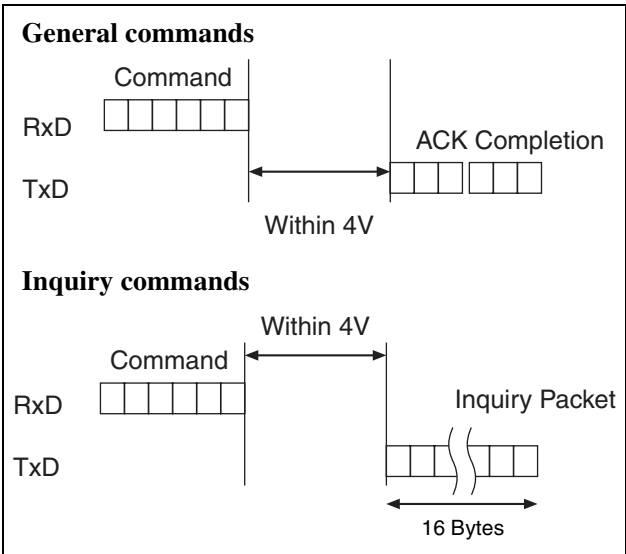 General commands
Command
RxD
ACK Completion
TxD
Within 4V
Inquiry commands
Within 4V
Command
RxD
Inquiry Packet
TxD
16 Bytes